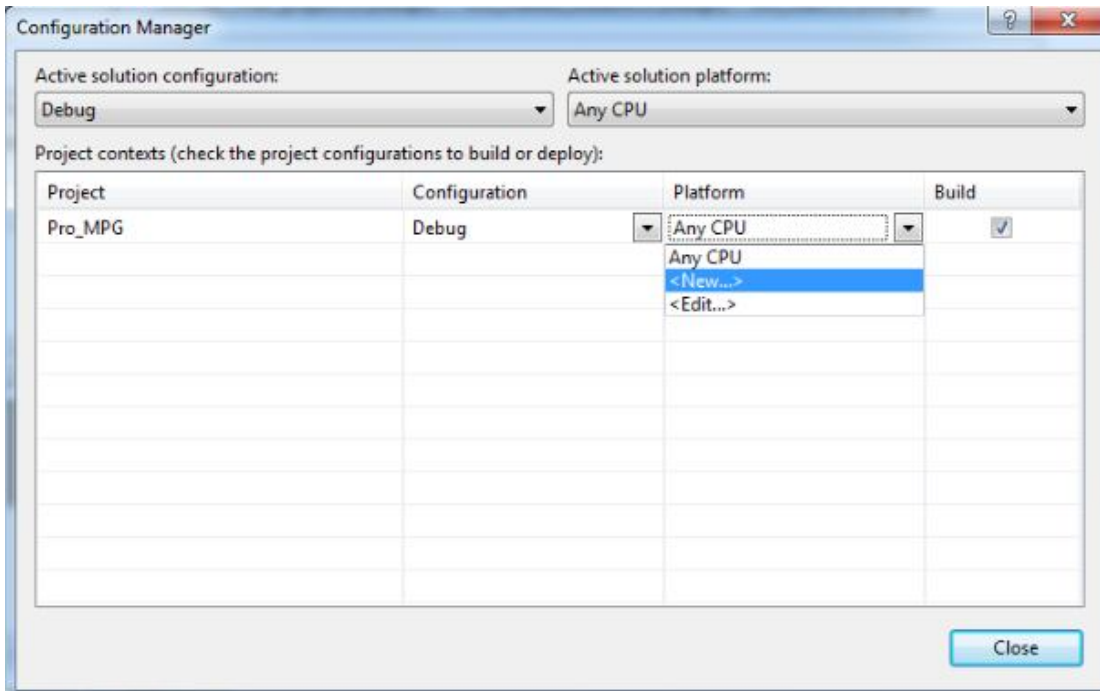 Configuration Manager
Active solution configuration: Active solution platform:
Debug Any CPU
Project contexts (check the project configurations to build or deploy):
Project Configuration Platform Build
Pro_MPG Debug Any CPU
Any CPU
<New...>
<Edit...>
Close